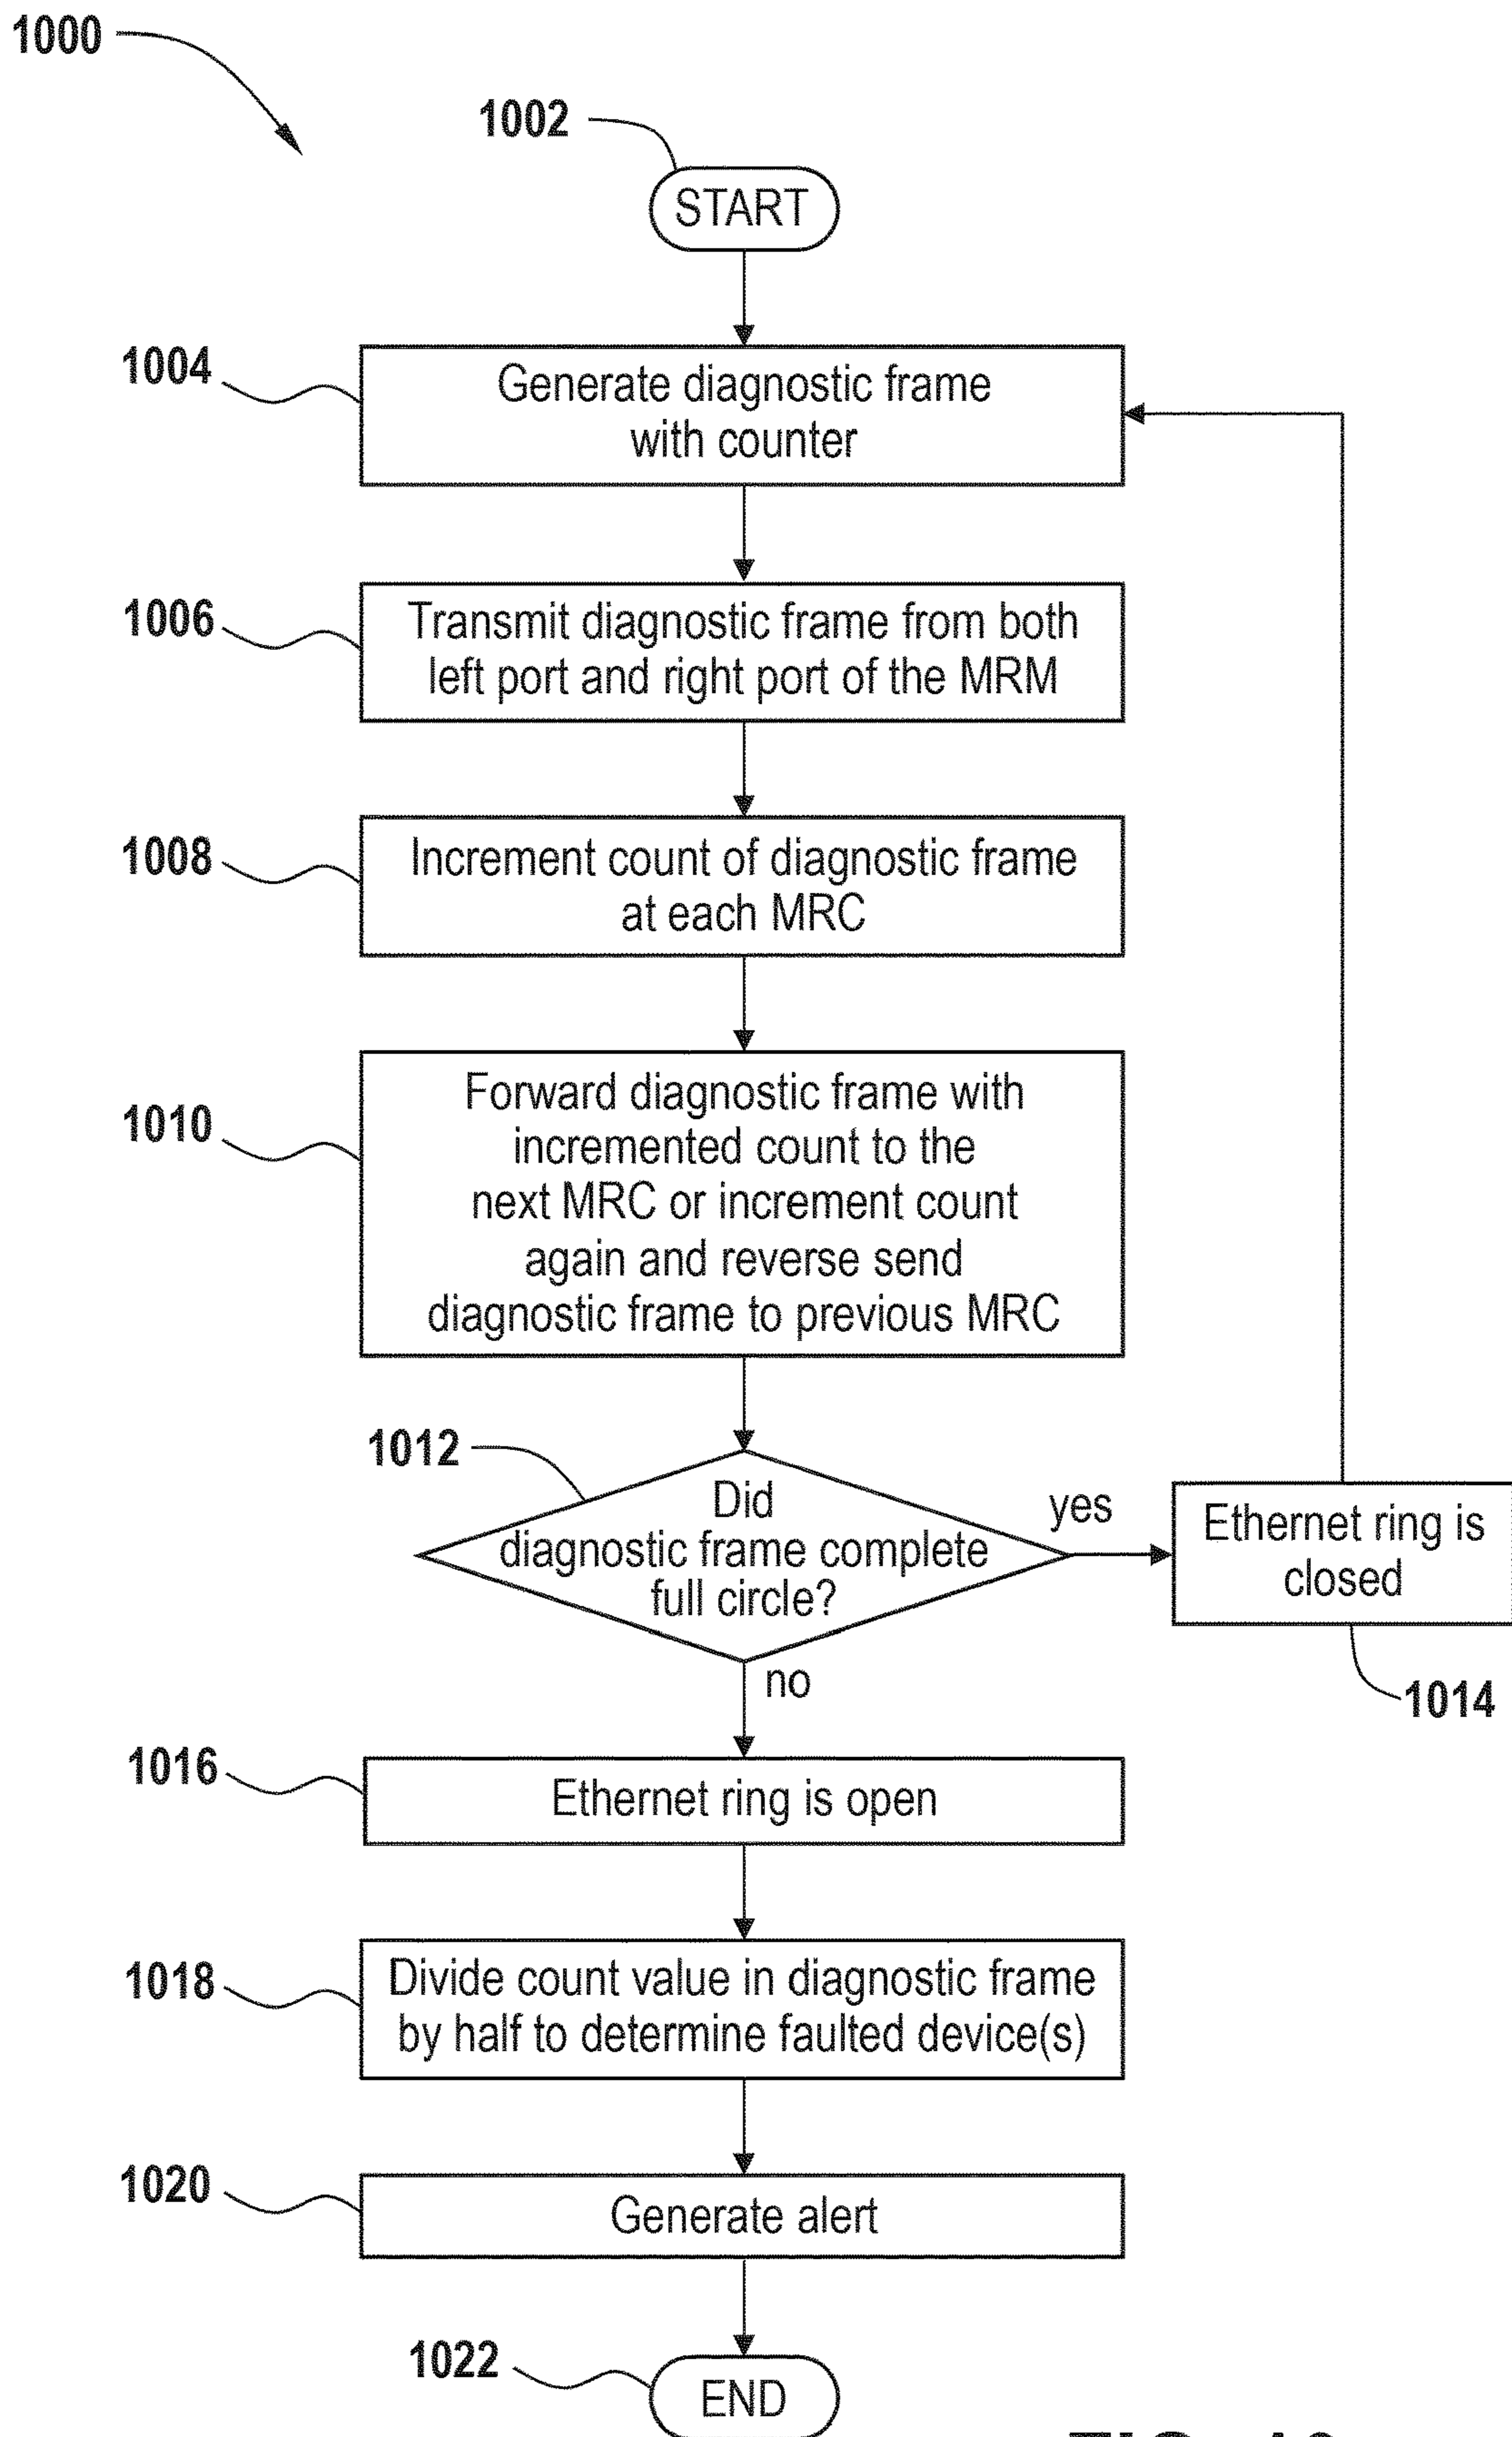 1000
1002
START
1004
Generate diagnostic frame
with counter
1006
Transmit diagnostic frame from both
left port and right port of the MRM
1008
Increment count of diagnostic frame
at each MRC
1010
Forward diagnostic frame with
incremented count to the
next MRC or increment count
again and reverse send
diagnostic frame to previous MRC
1012
Did
diagnostic frame complete
full circle?
yes
Ethernet ring is
closed
1014
no
1016
Ethernet ring is open
1018
Divide count value in diagnostic frame
by half to determine faulted device(s)
1020
Generate alert
1022
END